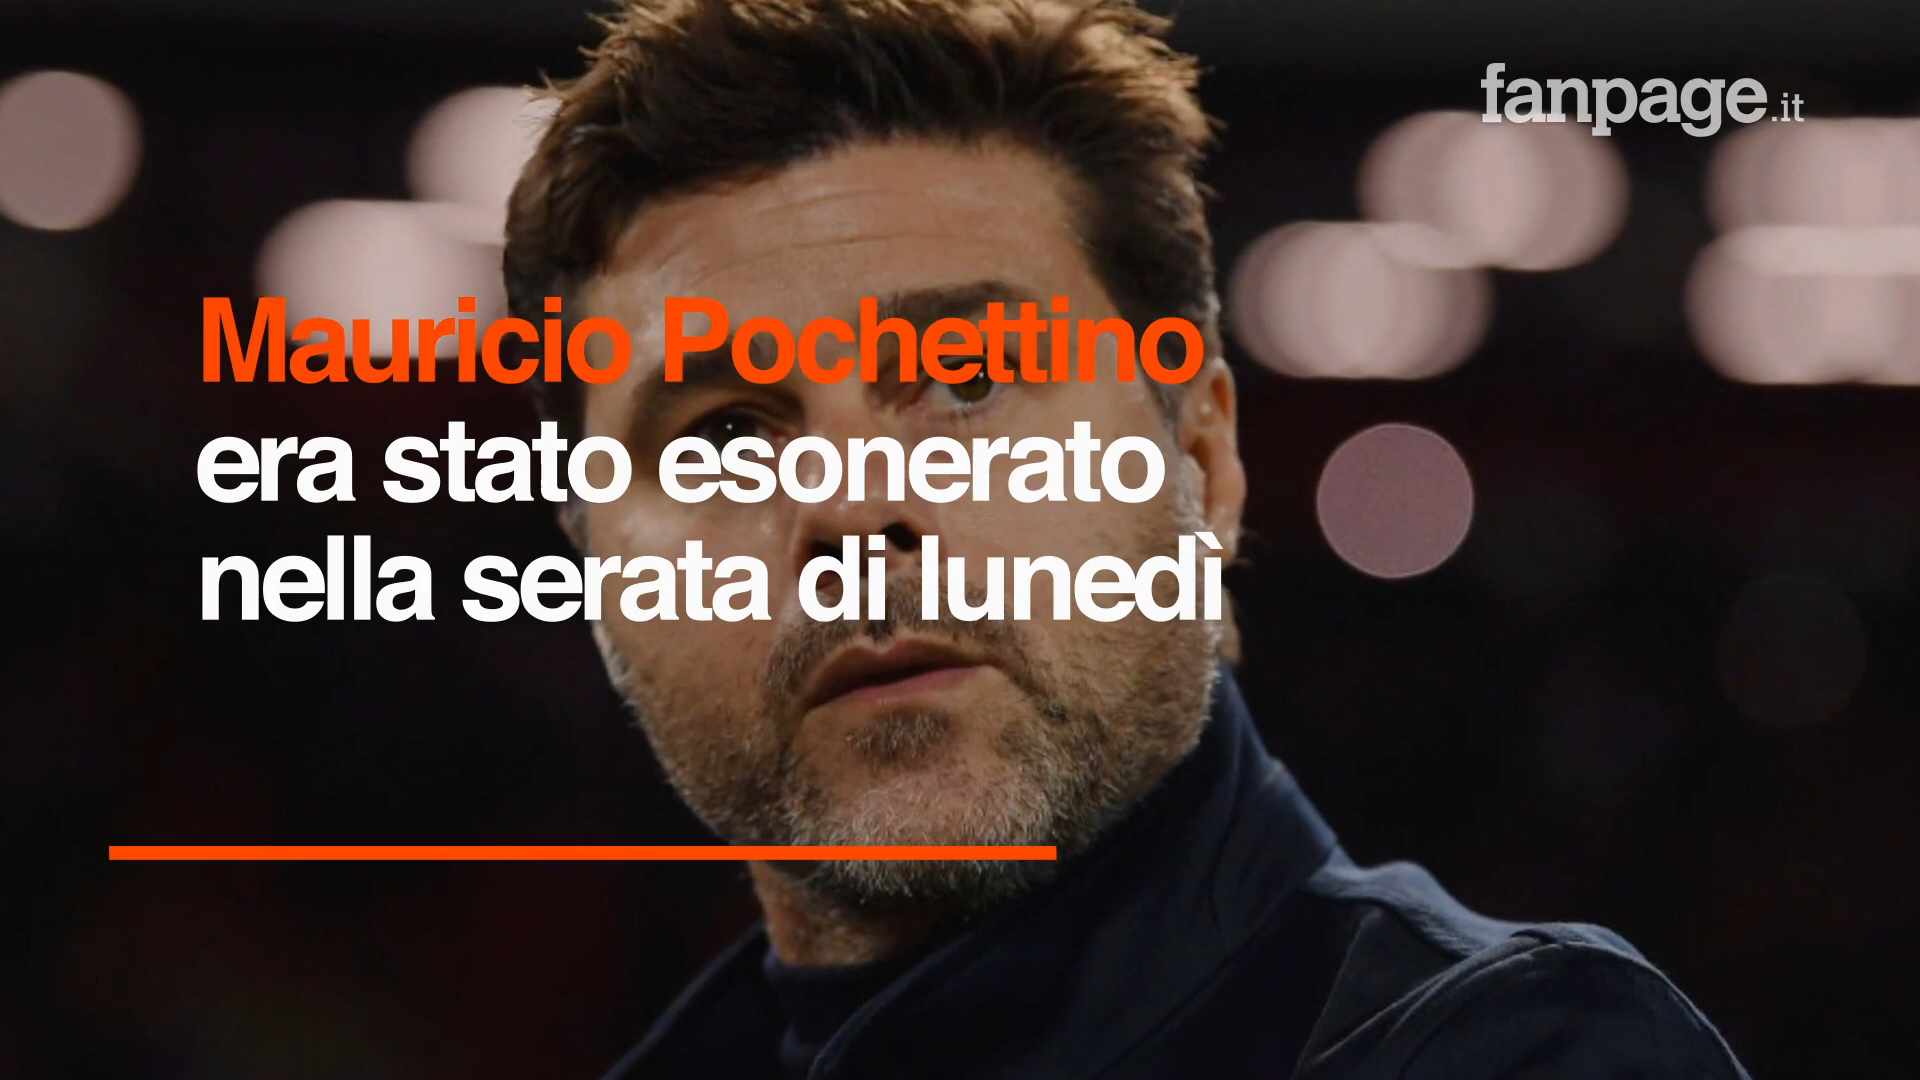 fanpage.it
Mauricio Pochettino
era stato esonerato
nella serata di lunedì